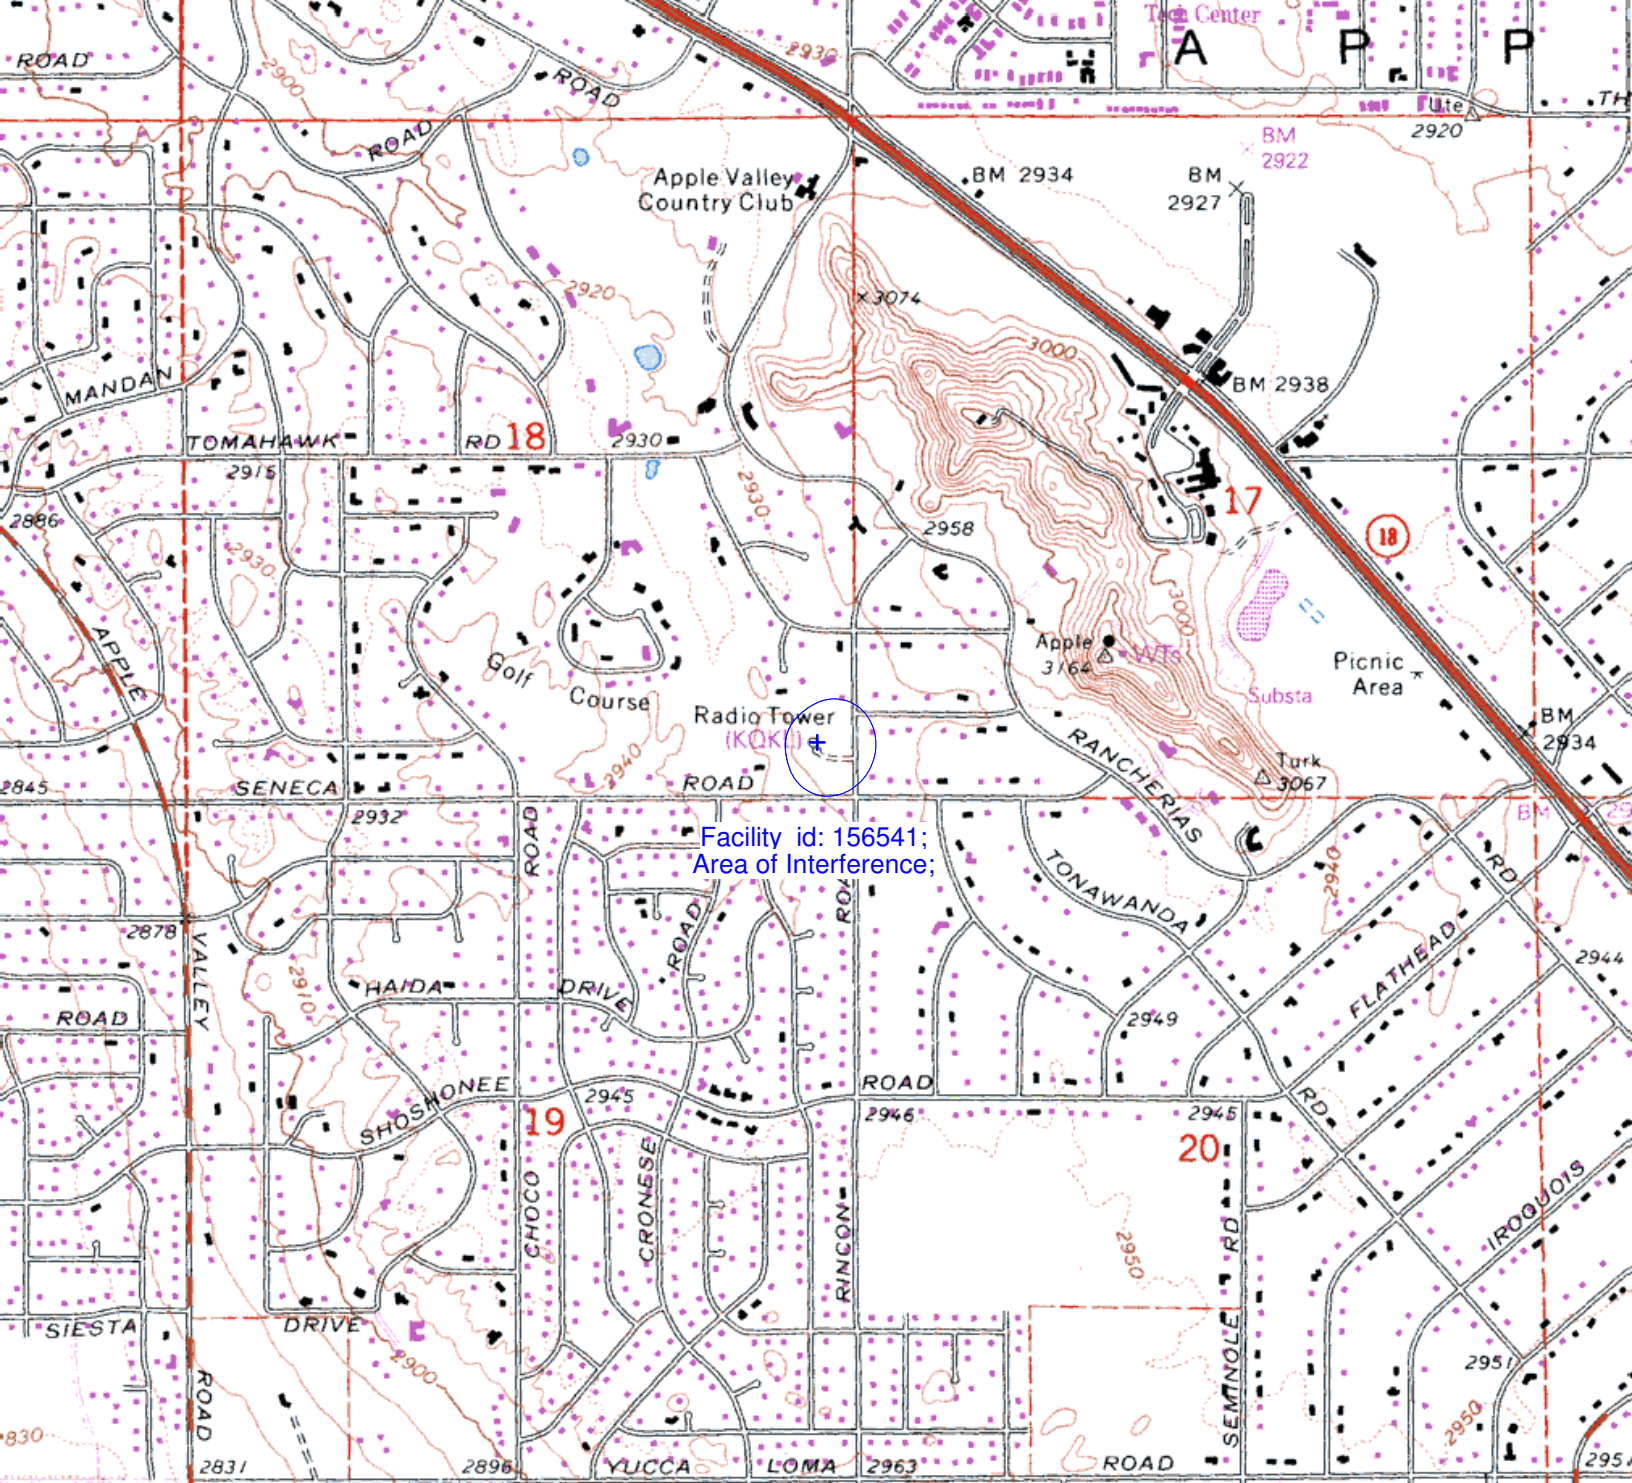 Tech Center
A P P
ROAD
2900
ROAD
2930
Ute
2920
TH
BM
2922
ROAD
Apple Valley
Country Club
BM 2934
BM
2927
2920
3074
3000
BM 2938
MANDAN
TOMAHAWK RD 18
2930
2915
2930
17
2886
2930
2958
18
3000
APPLE
Golf
Course
Apple
3164
WTs
Picnic
Area
Substa
Radio Tower
BM
2934
2940
RANCHERIAS
Turk
3067
2845
SENECA
ROAD
BM
2932
ROAD
Facility id: 156541;
Area of Interference;
TONAWANDA
2940
RD
2878
VALLEY
ROAD
FLATHEAD
2944
2910
HAIDA
DRIVE
ROAD
2949
SHOSHONEE
2945
ROAD
2946
2945
RD
19
20
CHOCO
CRONESE
RINCON
2950
SEMINOLE RD
IROQUOIS
SIESTA
DRIVE
2900
ROAD
2951
2950
830
2831
2896
YUCCA LOMA
2963
ROAD